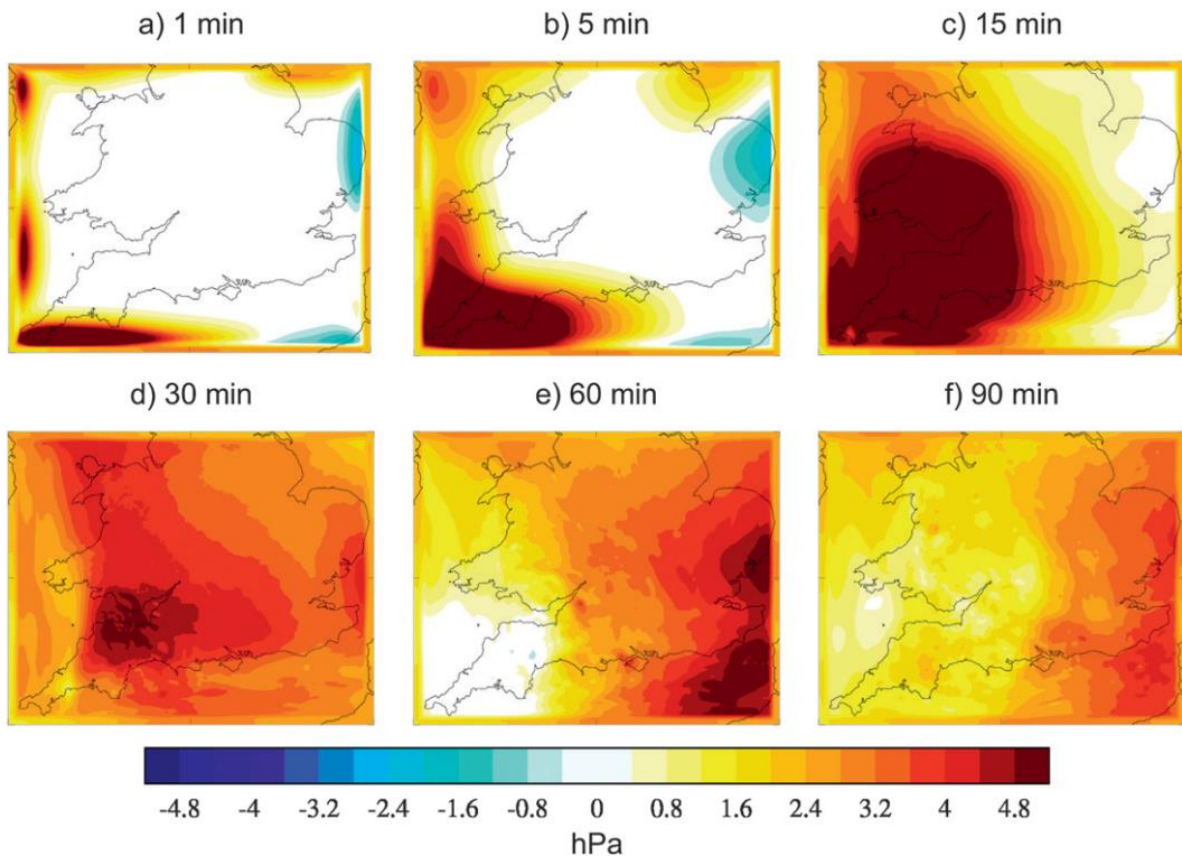 a) 1 min
b) 5 min
c) 15 min
d) 30 min
e) 60 min
f) 90 min
-4.8 -4 -3.2 -2.4 -1.6 -0.8 0 0.8 1.6 2.4 3.2 4 4.8
hPa